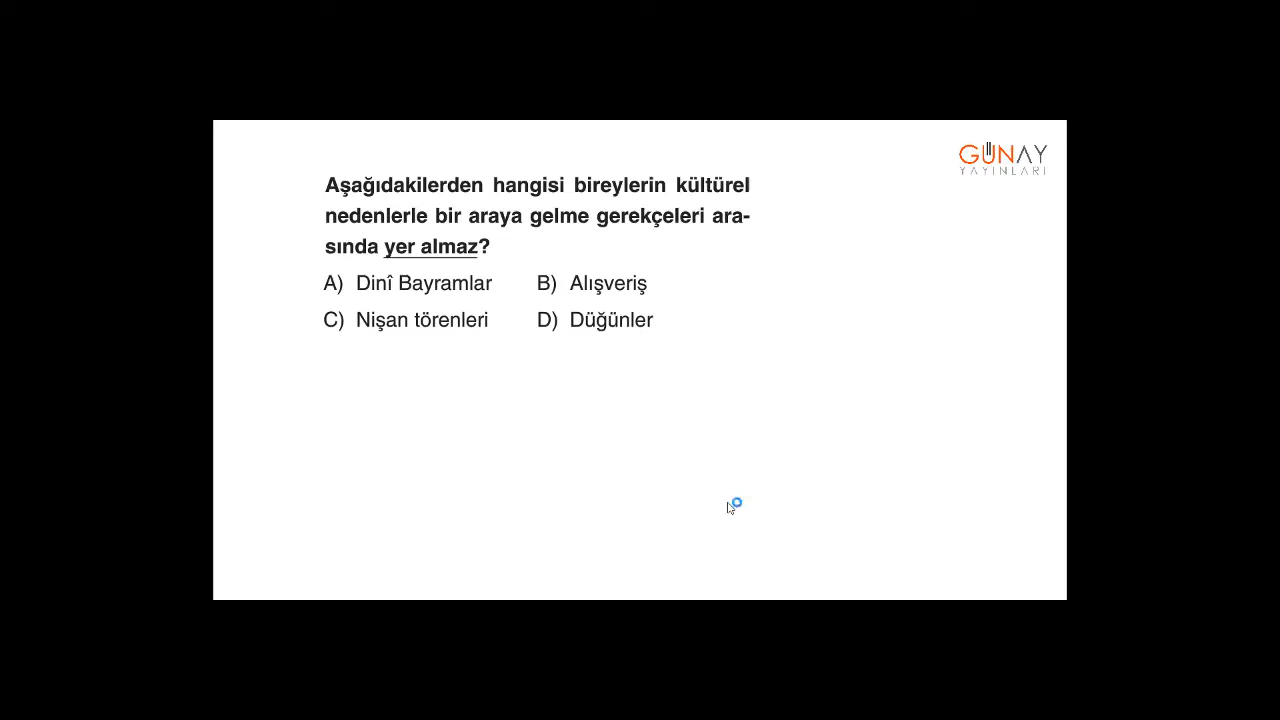 GÜNAY
YAYINLARI
Aşağıdakilerden hangisi bireylerin kültürel
nedenlerle bir araya gelme gerekçeleri ara-
sında yer almaz?
A) Dinî Bayramlar B) Alışveriş
C) Nişan törenleri D) Düğünler